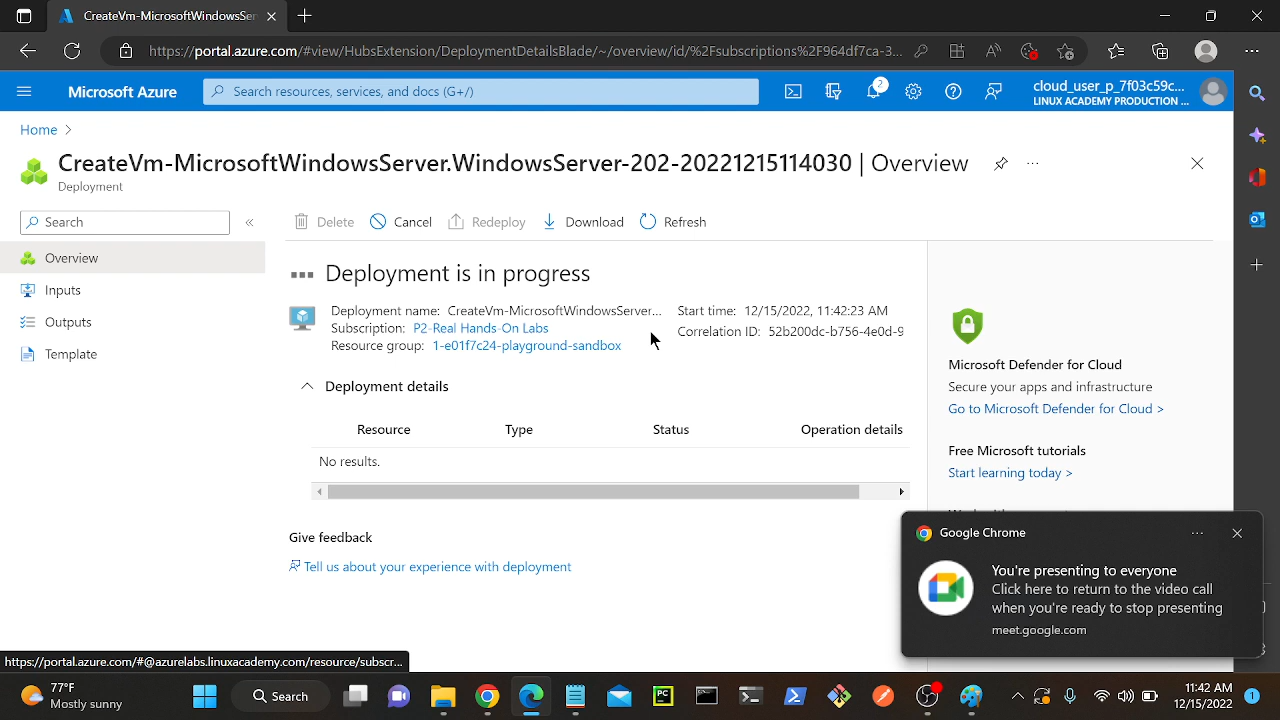 CreateVm-MicrosoftWindowsSer
https://portal.azure.com/#view/HubsExtension/DeploymentDetailsBlade/~/overview/id/%2Fsubscriptions%2F964df7ca-3...
Microsoft Azure
Search resources, services, and docs (G+/)
2
cloud_user_p_7f03c59c...
LINUX ACADEMY PRODUCTION ...
Home >
CreateVm-MicrosoftWindowsServer.WindowsServer-202-20221215114030 | Overview
Deployment
Search
Delete
Cancel
Redeploy
Download
Refresh
Overview
Inputs
Outputs
Template
Deployment is in progress
Deployment name: CreateVm-MicrosoftWindowsServer...
Subscription: P2-Real Hands-On Labs
Resource group: 1-e01f7c24-playground-sandbox
Start time: 12/15/2022, 11:42:23 AM
Correlation ID: 52b200dc-b756-4e0d-9
Deployment details
Resource Type Status Operation details
No results.
Give feedback
Tell us about your experience with deployment
Microsoft Defender for Cloud
Secure your apps and infrastructure
Go to Microsoft Defender for Cloud >
Free Microsoft tutorials
Start learning today >
Google Chrome
You're presenting to everyone
Click here to return to the video call
when you're ready to stop presenting
meet.google.com
https://portal.azure.com/#@azurelabs.linuxacademy.com/resource/subscr...
77°F
Mostly sunny
Search
PC
11:42 AM
12/15/2022
1